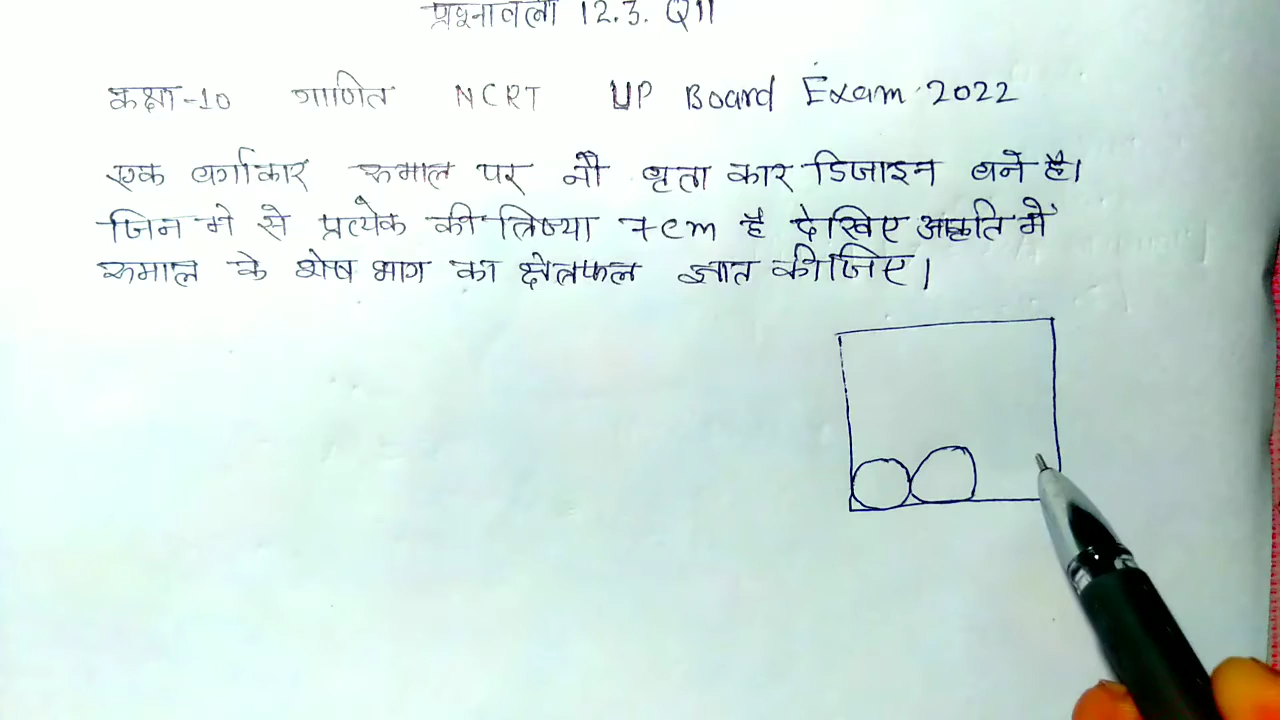 प्रश्नावली 12.3. Q11
कक्षा-10 गणित NCRT UP Board Exam 2022
एक वर्गाकार रूमाल पर नौ वृताकार डिजाइन बने है।
जिन मे से प्रत्येक की त्रिज्या 7cm है देखिए आकृति में
रूमाल के शेष भाग का क्षेत्रफल ज्ञात कीजिए।